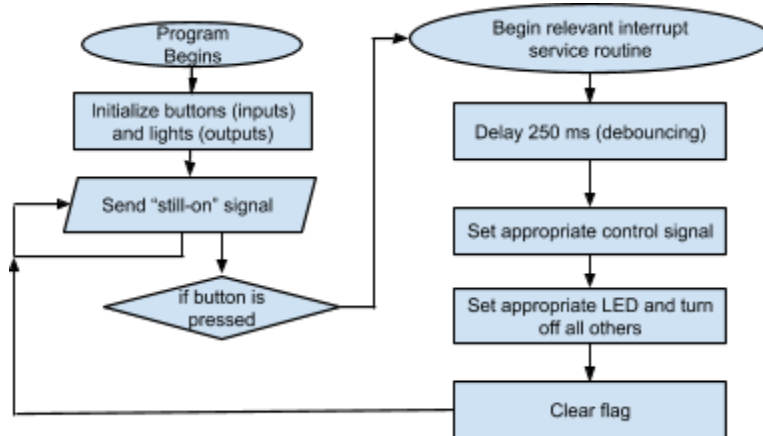 Program
Begins
Initialize buttons (inputs)
and lights (outputs)
Send “still-on” signal
if button is
pressed
Begin relevant interrupt
service routine
Delay 250 ms (debouncing)
Set appropriate control signal
Set appropriate LED and turn
off all others
Clear flag